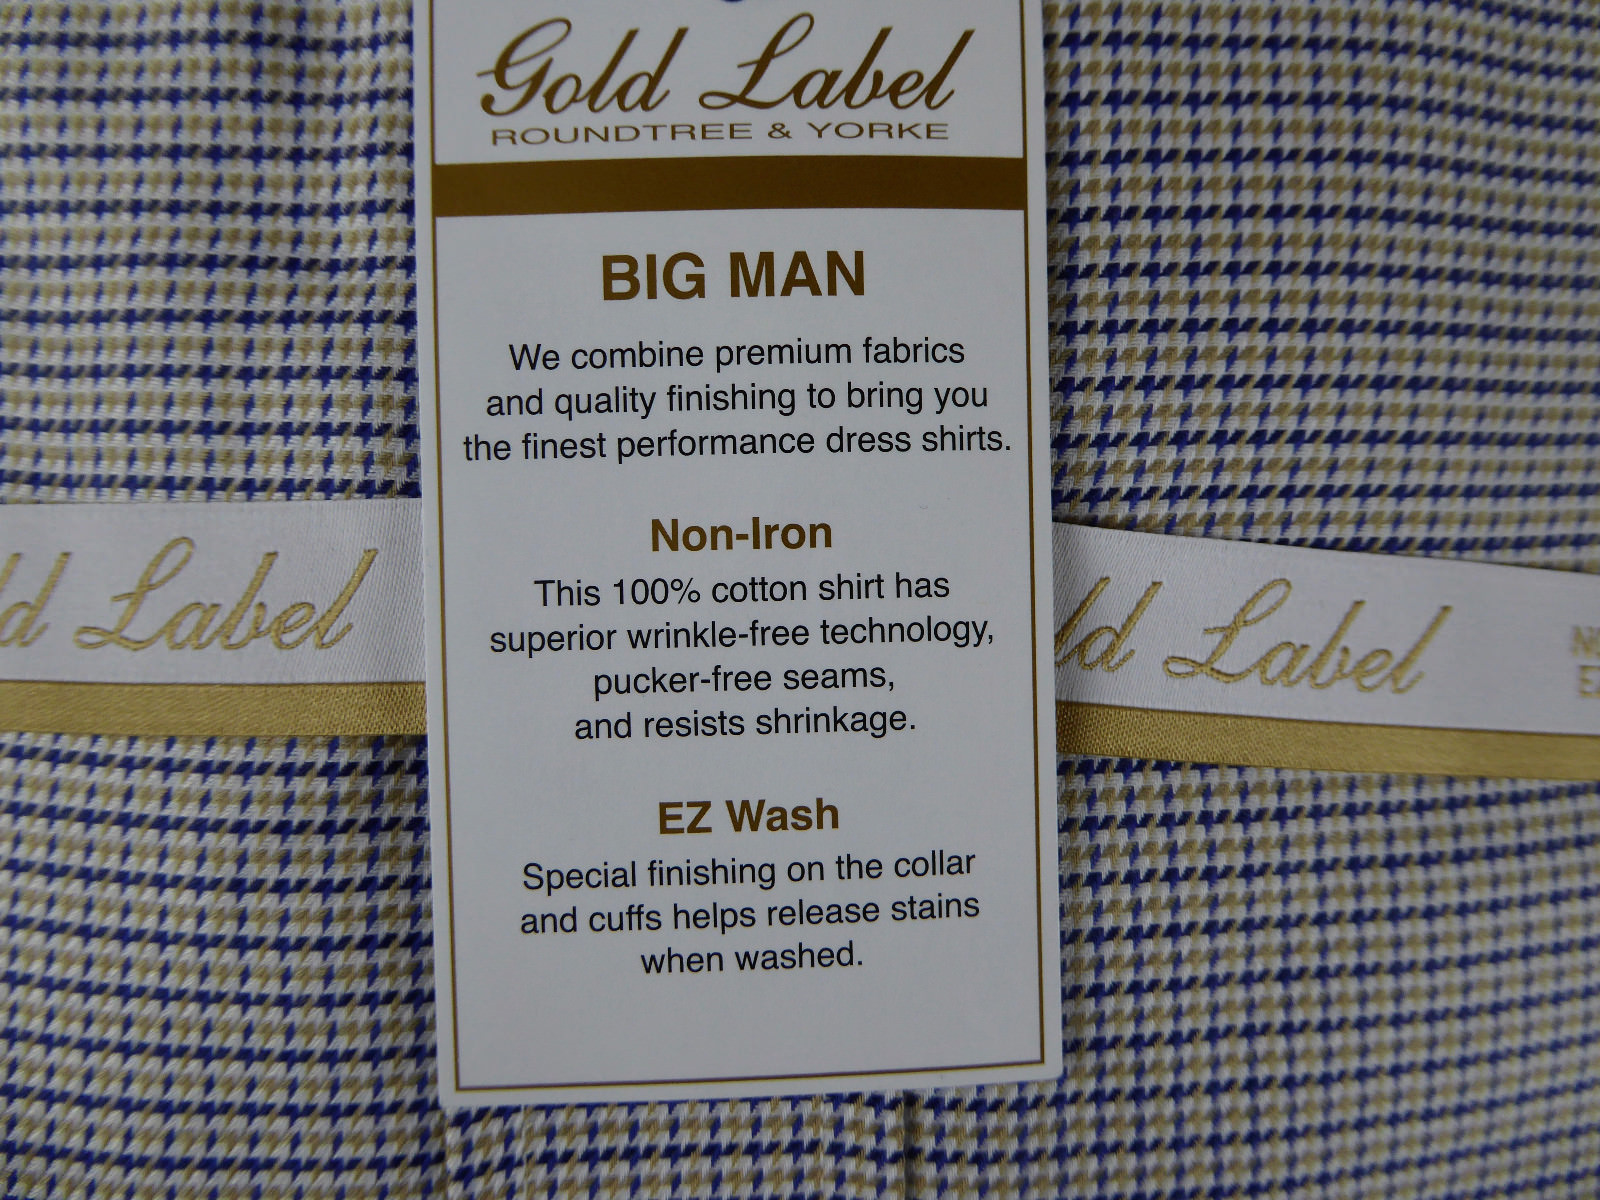 Gold Label
ROUNDTREE & YORKE
BIG MAN
We combine premium fabrics
and quality finishing to bring you
the finest performance dress shirts.
Non-Iron
This 100% cotton shirt has
superior wrinkle-free technology,
pucker-free seams,
and resists shrinkage.
EZ Wash
Special finishing on the collar
and cuffs helps release stains
when washed.
Label
Label